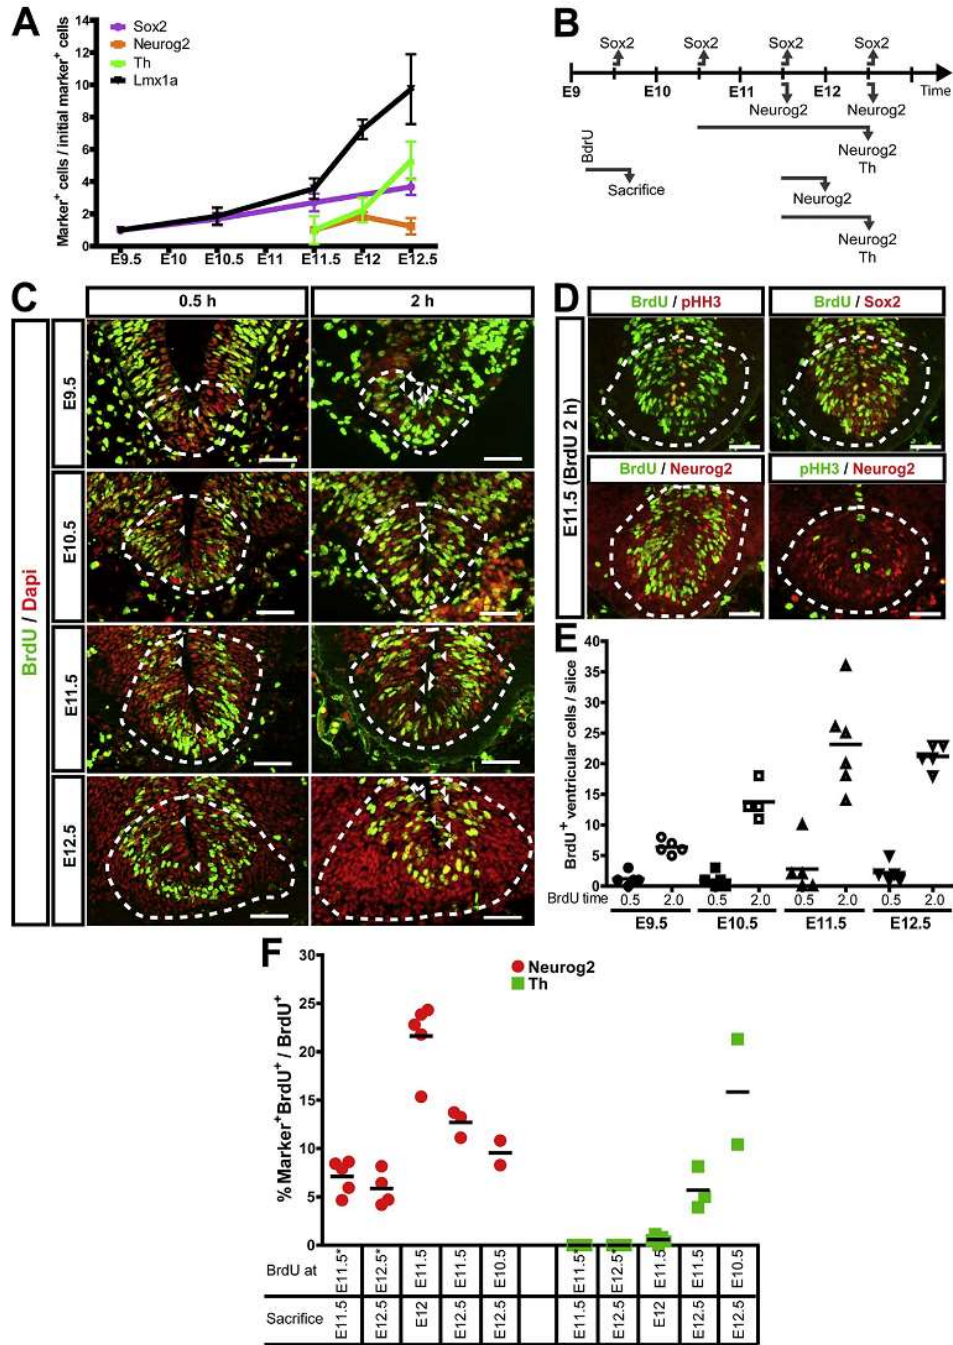 A
14
12
10
8
6
4
2
0
Marker+ cells / initial marker+ cells
Sox2
Neurog2
Th
Lmx1a
E9.5 E10 E10.5 E11 E11.5 E12 E12.5
B
Sox2 Sox2 Sox2 Sox2
E9 E10 E11 E12 Time
Neurog2 Neurog2
BdrU
Sacrifice
Neurog2
Th
Neurog2
Neurog2
Th
C
0.5 h 2 h
BrdU / Dapi
E9.5
E10.5
E11.5
E12.5
D
E11.5 (BrdU 2 h)
BrdU / pHH3 BrdU / Sox2
BrdU / Neurog2 pHH3 / Neurog2
E
BrdU+ ventricular cells / slice
40
35
30
25
20
15
10
5
0
BrdU time 0.5 2.0 0.5 2.0 0.5 2.0 0.5 2.0
E9.5 E10.5 E11.5 E12.5
F
%Marker+BrdU+ / BrdU+
30
25
20
15
10
5
0
Neurog2
Th
BrdU at E11.5* E12.5* E11.5 E11.5 E10.5 E11.5* E12.5* E11.5 E11.5 E10.5
Sacrifice E11.5 E12.5 E12 E12.5 E12.5 E11.5 E12.5 E12 E12.5 E12.5